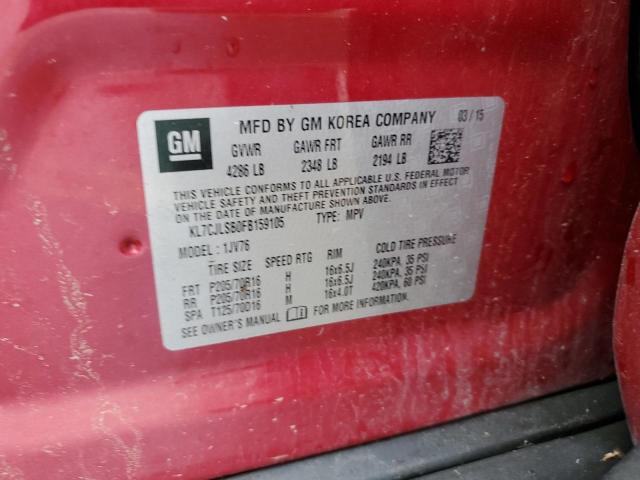 GM MFD BY GM KOREA COMPANY 03/15
GVWR GAWR FRT GAWR RR
4286 LB 2348 LB 2194 LB
THIS VEHICLE CONFORMS TO ALL APPLICABLE U.S. FEDERAL MOTOR
VEHICLE SAFETY AND THEFT PREVENTION STANDARDS IN EFFECT
ON THE DATE OF MANUFACTURE SHOWN ABOVE.
KL7CJLSB0FB159105 TYPE: MPV
MODEL: 1JV76
TIRE SIZE SPEED RTG RIM COLD TIRE PRESSURE
FRT P205/70R16 H 16x6.5J 240KPA, 35 PSI
RR P205/70R16 H 16x6.5J 240KPA, 35 PSI
SPA T125/70D16 M 16x4.0T 420KPA, 60 PSI
SEE OWNER'S MANUAL FOR MORE INFORMATION.